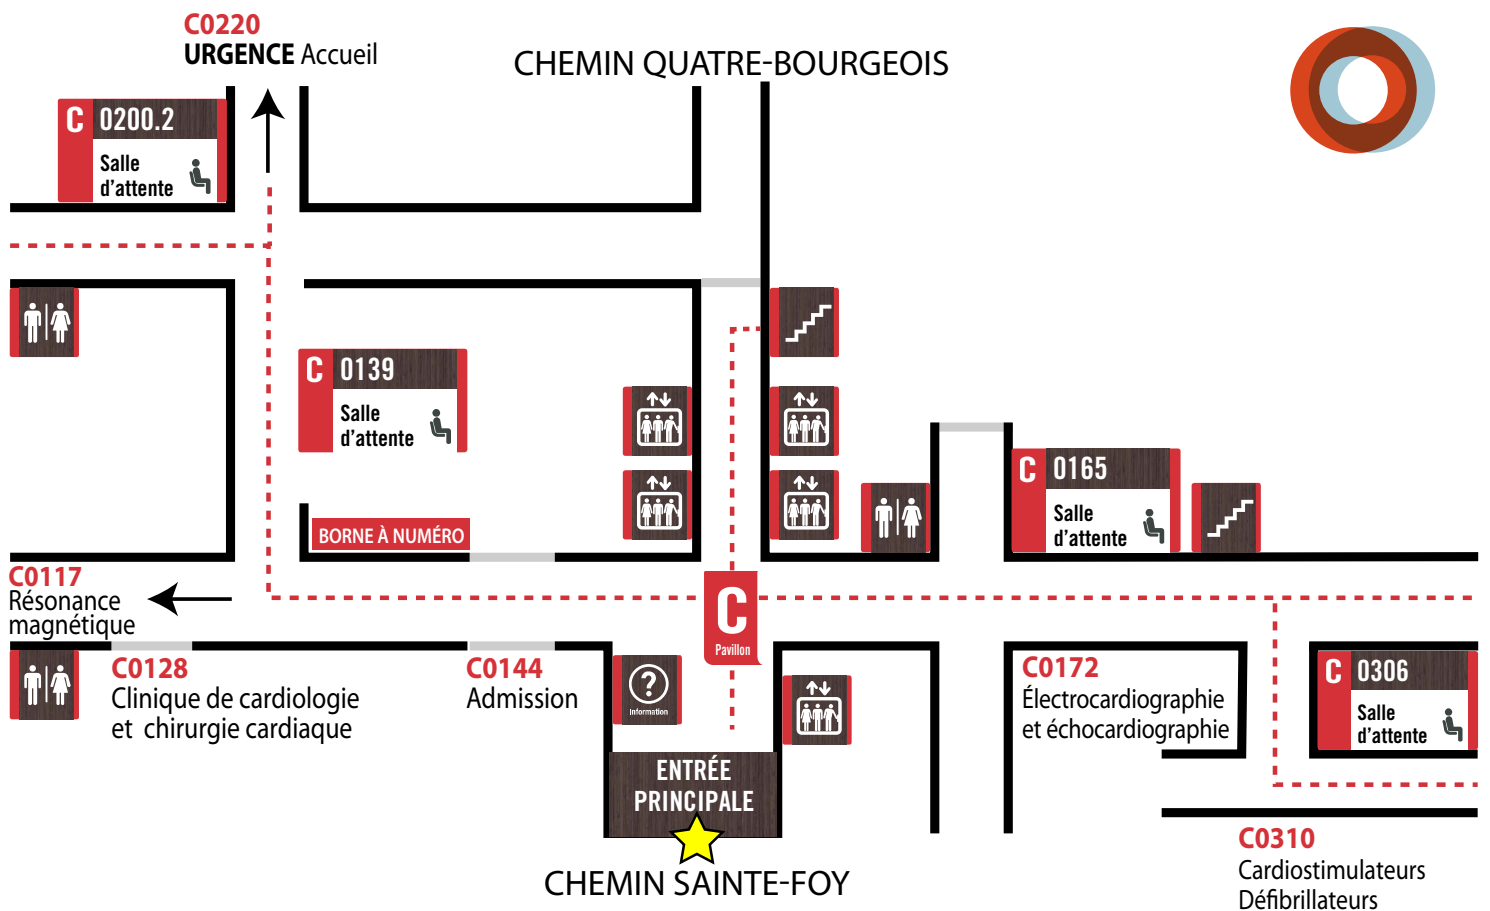 C0220
URGENCE Accueil
CHEMIN QUATRE-BOURGEOIS
C 0200.2
Salle
d'attente
C 0139
Salle
d'attente
C 0165
Salle
d'attente
BORNE À NUMÉRO
C0117
Résonance
magnétique
C
Pavillon
C0128
Clinique de cardiologie
et chirurgie cardiaque
C0144
Admission
?
Information
C0172
Électrocardiographie
et échocardiographie
C 0306
Salle
d'attente
ENTRÉE
PRINCIPALE
CHEMIN SAINTE-FOY
C0310
Cardiostimulateurs
Défibrillateurs